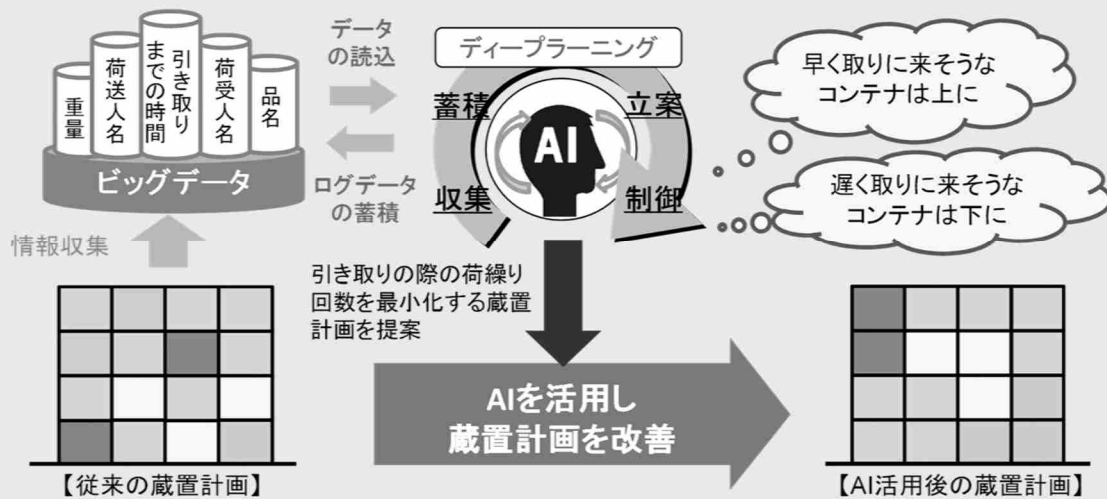 重量
荷送人名
引き取り
までの時間
荷受人名
品名
ビッグデータ
データ
の読込
ログデータ
の蓄積
ディープラーニング
蓄積
立案
AI
収集
制御
早く取りに来そうな
コンテナは上に
遅く取りに来そうな
コンテナは下に
情報収集
引き取りの際の荷繰り
回数を最小化する蔵置
計画を提案
AIを活用し
蔵置計画を改善
【従来の蔵置計画】
【AI活用後の蔵置計画】